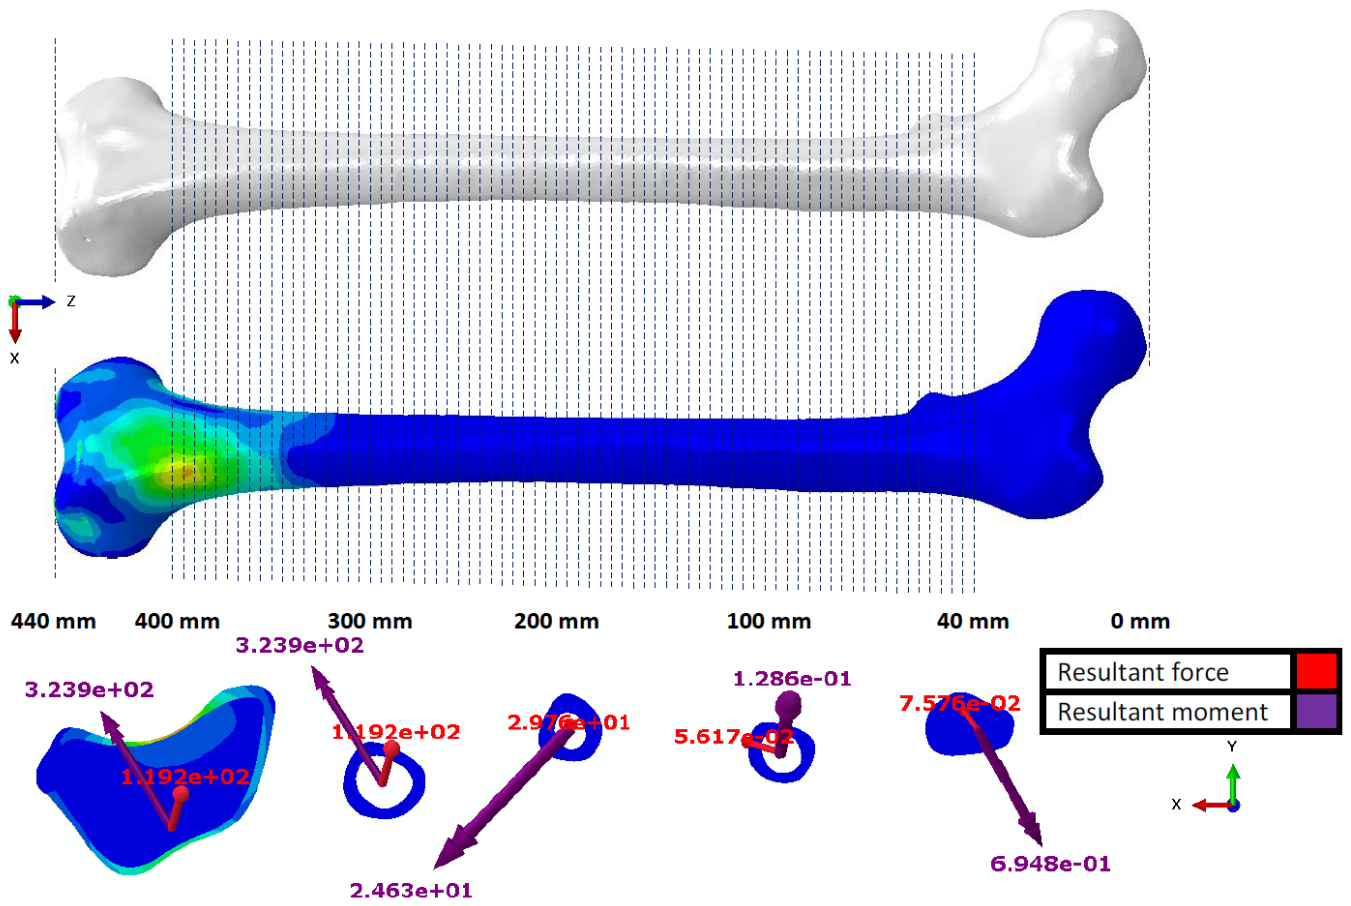 Z
X
440 mm 400 mm 300 mm 200 mm 100 mm 40 mm 0 mm
3.239e+02
3.239e+02
1.192e+02
1.192e+02
2.976e+01
2.463e+01
1.286e-01
5.617e-02
7.576e-02
6.948e-01
Resultant force
Resultant moment
Y
X